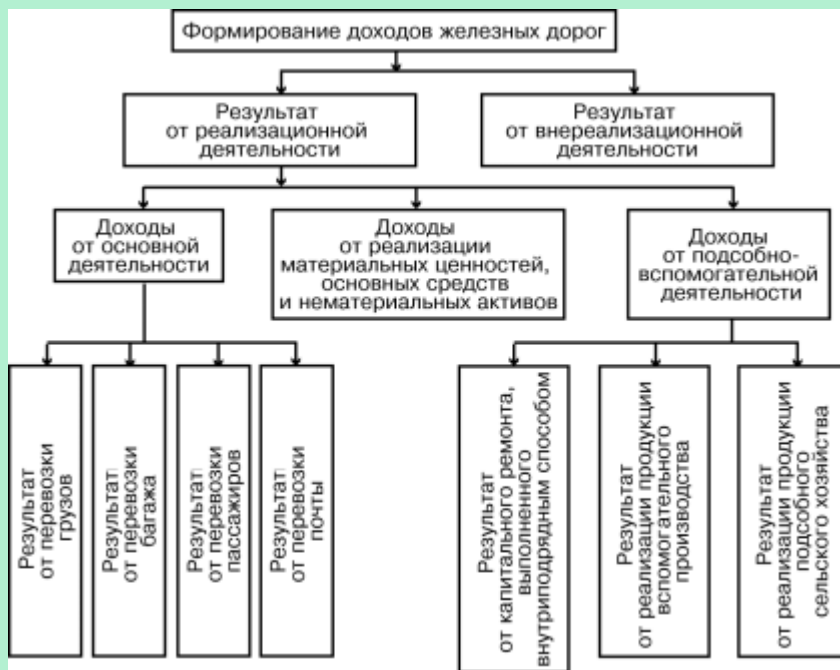 Формирование доходов железных дорог
Результат
от реализационной
деятельности
Результат
от внереализационной
деятельности
Доходы
от основной
деятельности
Доходы
от реализации
материальных ценностей,
основных средств
и нематериальных активов
Доходы
от подсобно-
вспомогательной
деятельности
Результат
от перевозки
грузов
Результат
от перевозки
багажа
Результат
от перевозки
пассажиров
Результат
от перевозки
почты
Результат
от капитального ремонта,
выполненного
внутриподрядным способом
Результат
от реализации продукции
вспомогательного
производства
Результат
от реализации продукции
подсобного
сельского хозяйства